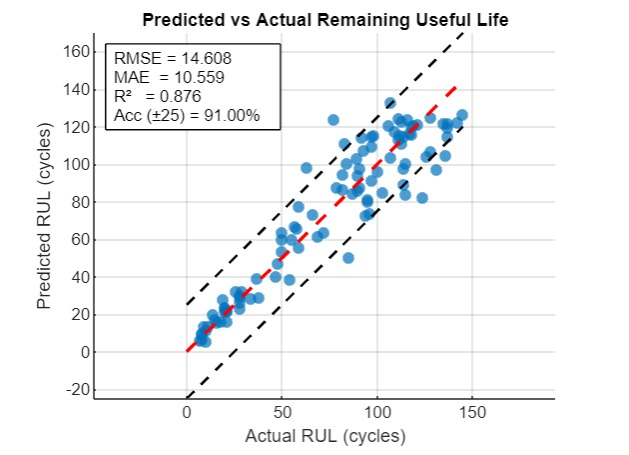 Predicted vs Actual Remaining Useful Life
RMSE = 14.608
MAE = 10.559
R² = 0.876
Acc (±25) = 91.00%
Predicted RUL (cycles)
160
140
120
100
80
60
40
20
0
-20
0 50 100 150
Actual RUL (cycles)